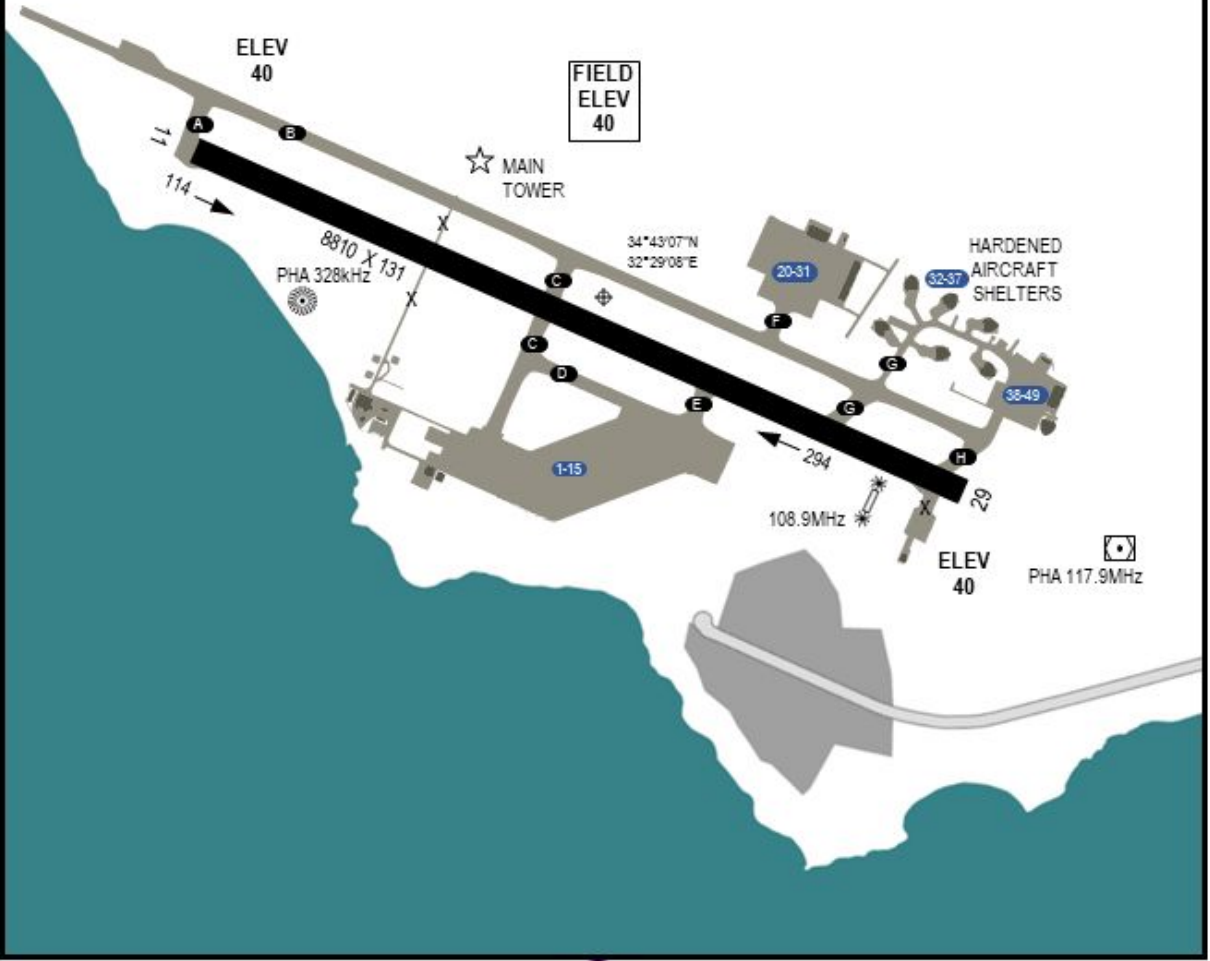 ELEV
40
FIELD
ELEV
40
A
B
11
MAIN
TOWER
114
8810 X 131
X
34°43'07"N
32°29'08"E
HARDENED
AIRCRAFT
SHELTERS
20-31
32-37
PHA 328kHz
C
X
F
C
D
G
38-49
E
G
294
H
1-15
29
X
108.9MHz
ELEV
40
PHA 117.9MHz